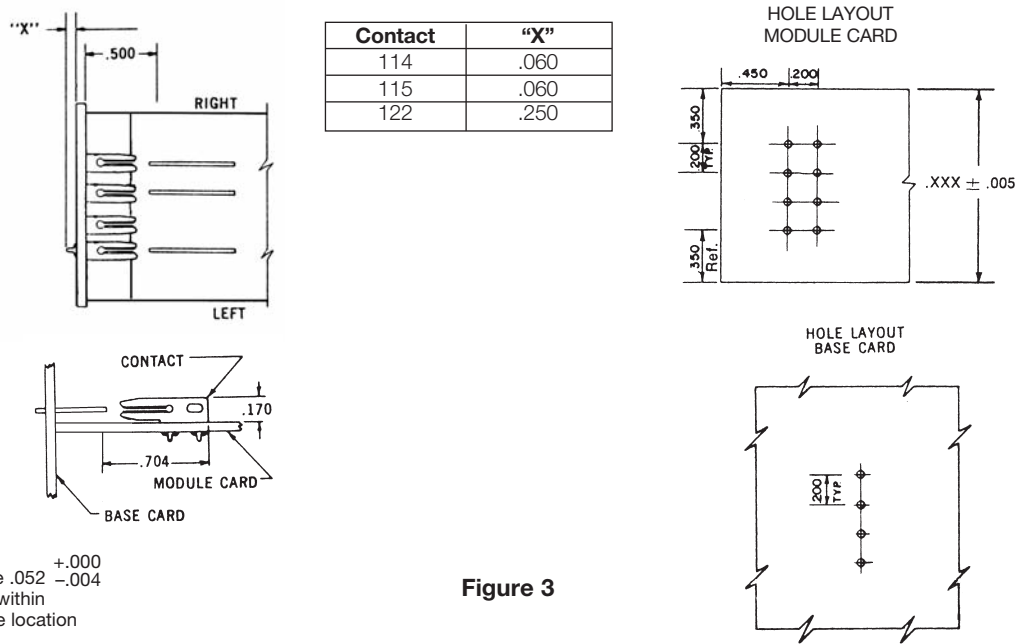 "X"
.500
RIGHT
LEFT
Contact "X"
114 .060
115 .060
122 .250
HOLE LAYOUT
MODULE CARD
.450 .200
.350
.200
TYP.
.350
Ref.
.XXX ± .005
CONTACT
.170
.704
MODULE CARD
BASE CARD
HOLE LAYOUT
BASE CARD
.200
TYP.
+.000
.052 –.004
within
location
Figure 3